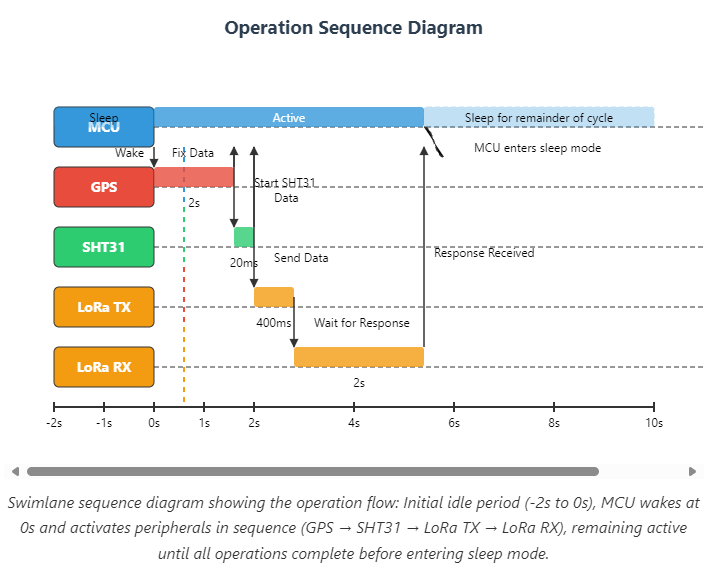 Operation Sequence Diagram
Sleep
MCU
Active
Sleep for remainder of cycle
Wake
Fix Data
MCU enters sleep mode
GPS
Start SHT31
Data
2s
SHT31
20ms
Send Data
Response Received
LoRa TX
400ms
Wait for Response
LoRa RX
2s
-2s
-1s
0s
1s
2s
4s
6s
8s
10s
Swimlane sequence diagram showing the operation flow: Initial idle period (-2s to 0s), MCU wakes at
0s and activates peripherals in sequence (GPS → SHT31 → LoRa TX → LoRa RX), remaining active
until all operations complete before entering sleep mode.